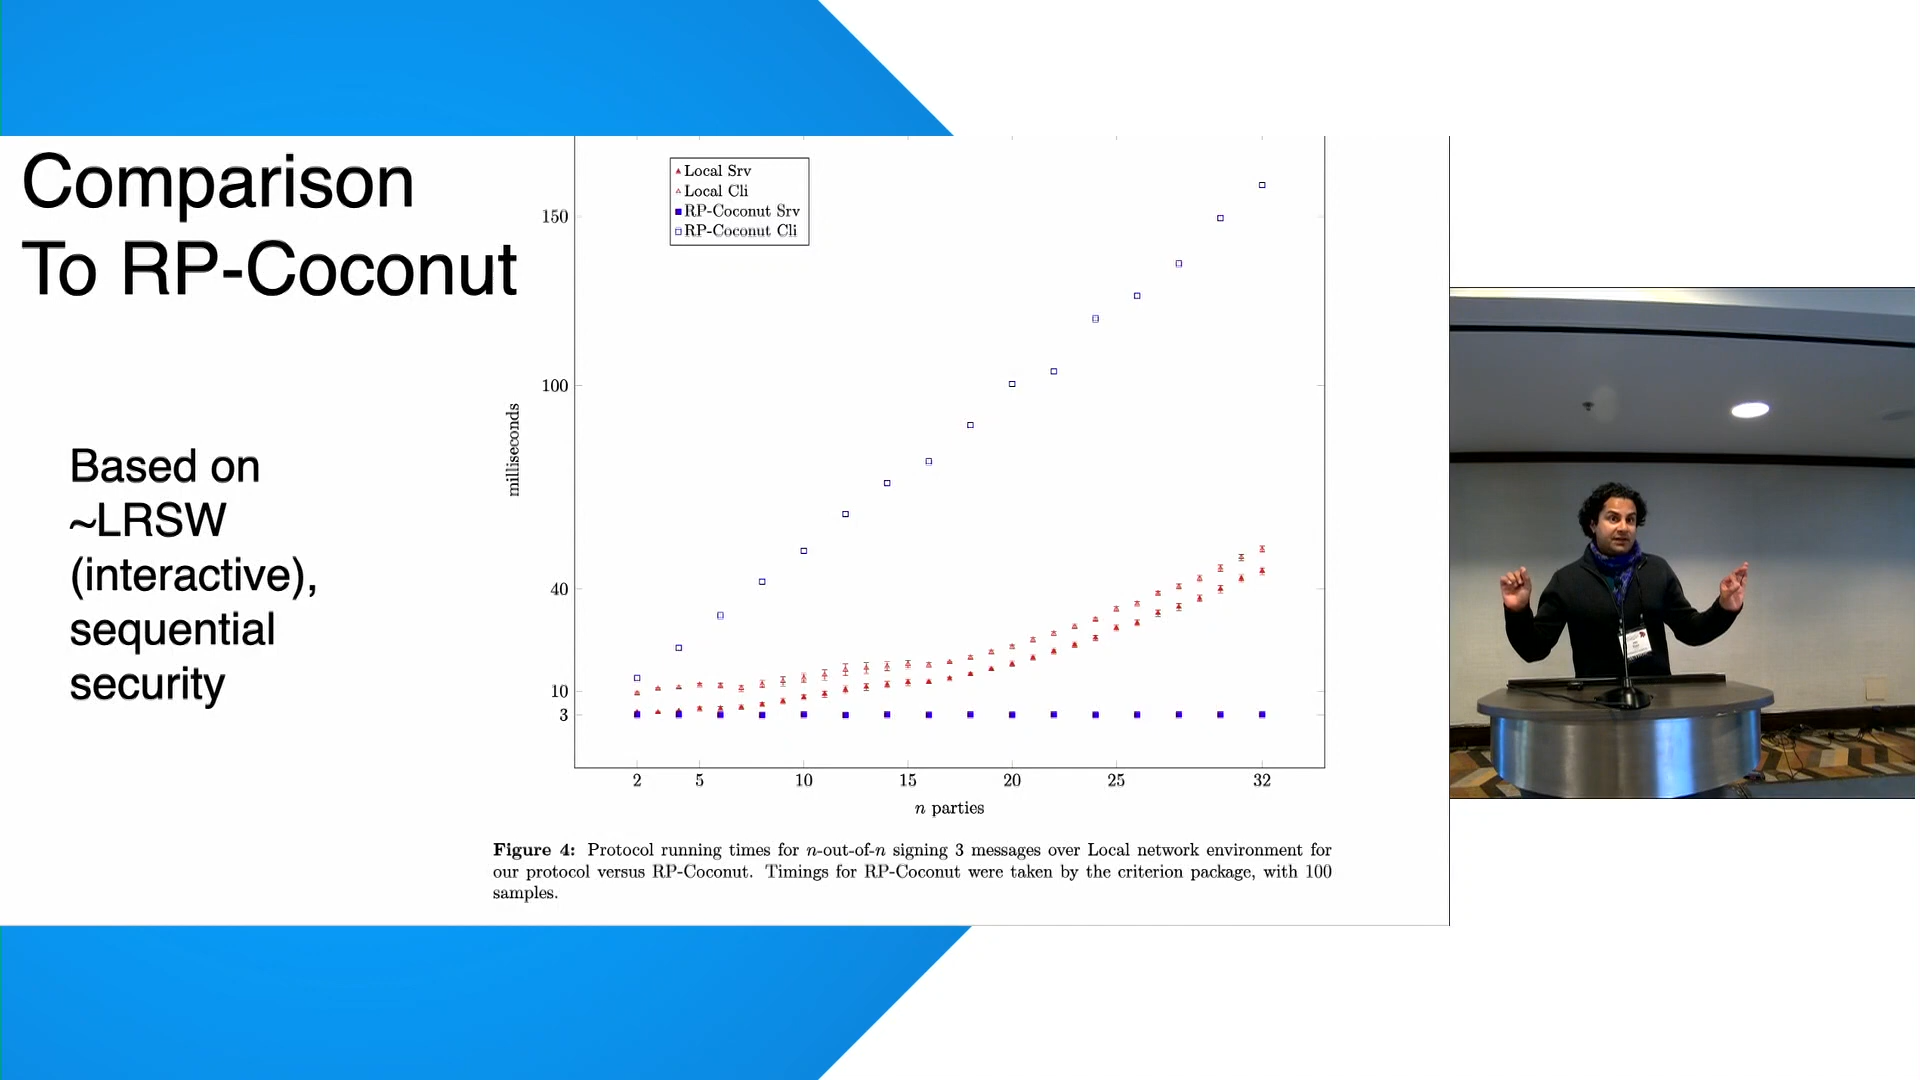 Comparison
To RP-Coconut
Based on
~LRSW
(interactive),
sequential
security
Local Srv
Local Cli
RP-Coconut Srv
RP-Coconut Cli
150
100
40
10
3
milliseconds
2 5 10 15 20 25 32
n parties
Figure 4: Protocol running times for n-out-of-n signing 3 messages over Local network environment for
our protocol versus RP-Coconut. Timings for RP-Coconut were taken by the criterion package, with 100
samples.